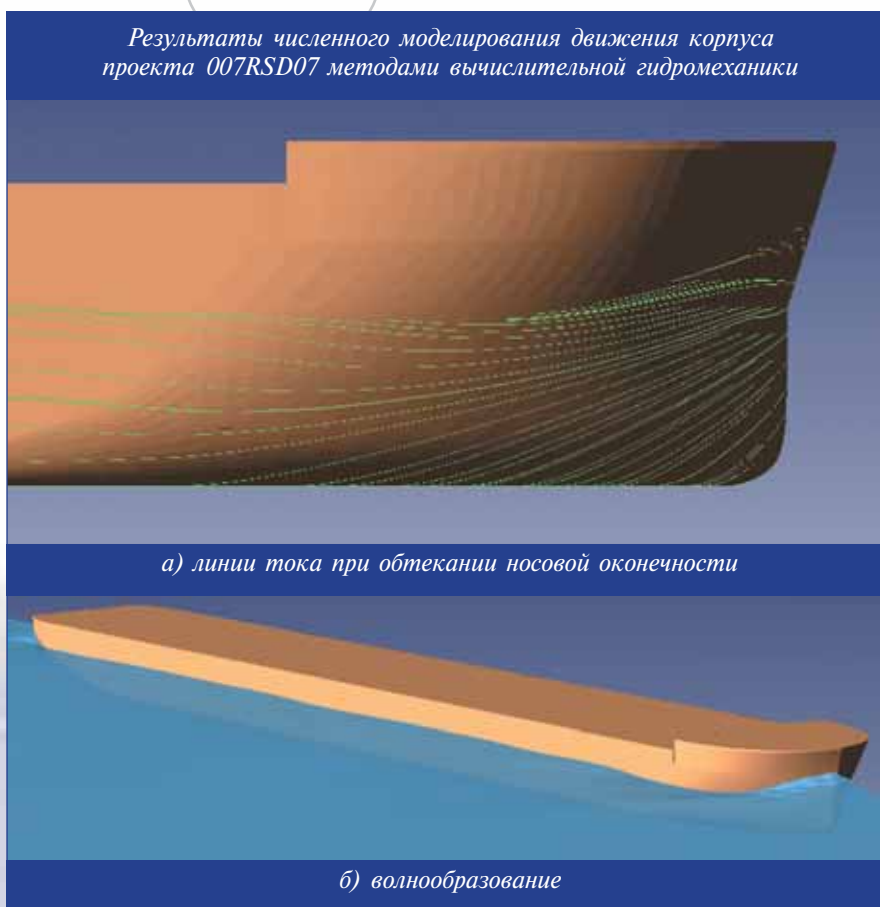 Результаты численного моделирования движения корпуса
проекта 007RSD07 методами вычислительной гидромеханики
а) линии тока при обтекании носовой оконечности
б) волнообразование